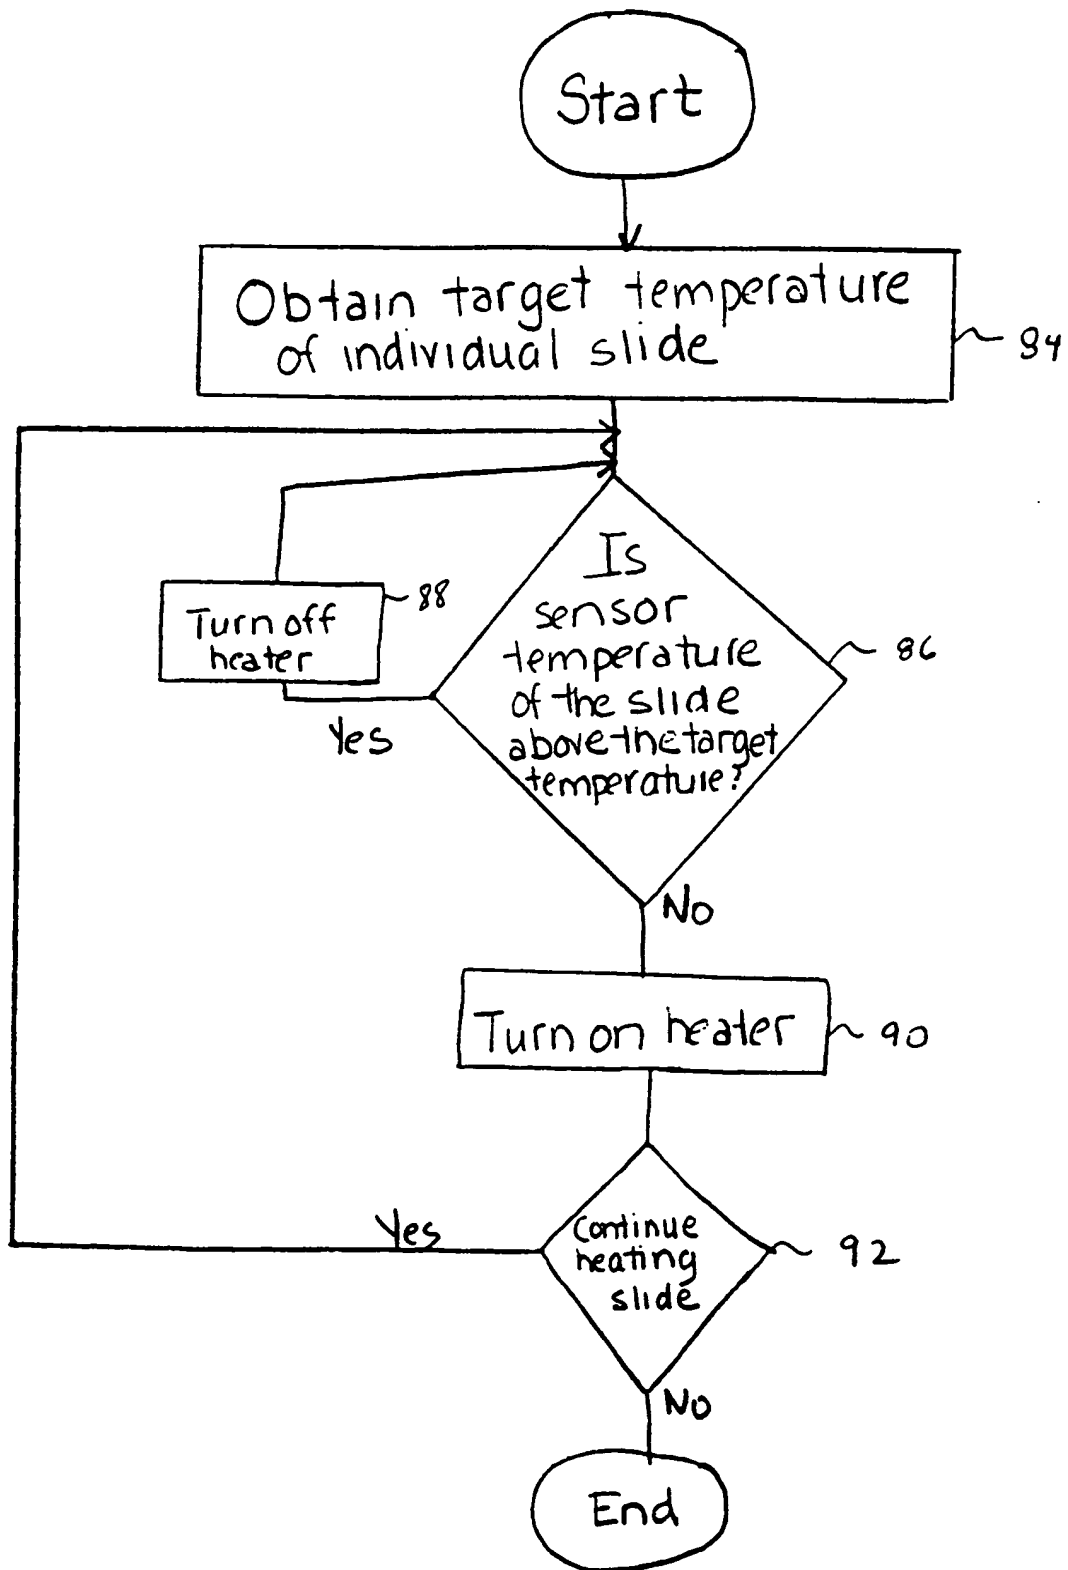 Start
Obtain target temperature
of individual slide
84
Is
sensor
temperature
of the slide
above the target
temperature?
86
Turn off
heater
88
Yes
No
Turn on heater
90
Continue
heating
slide
92
Yes
No
End